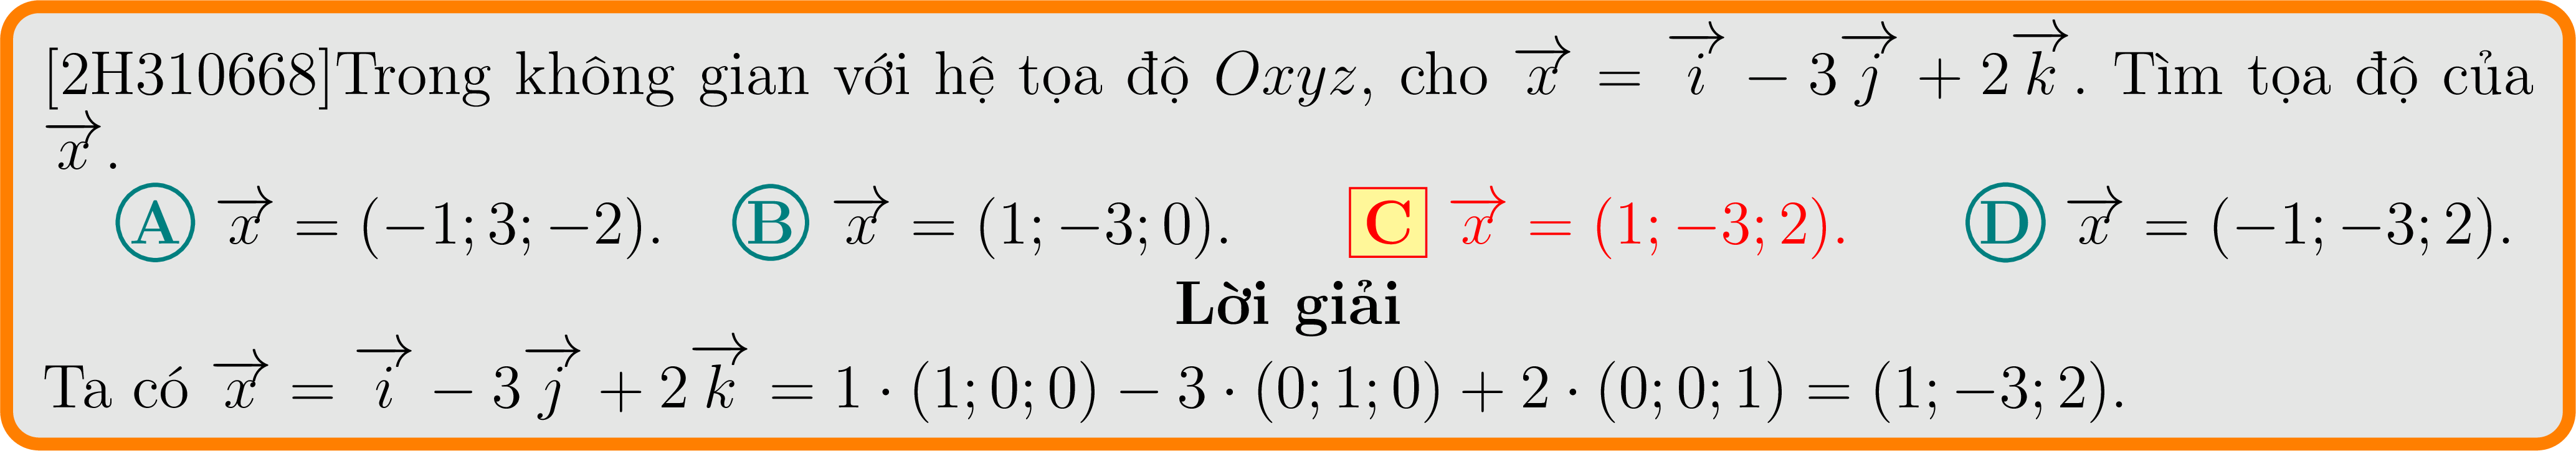 [2H310668]Trong không gian với hệ tọa độ Oxyz, cho $\overrightarrow{x} = \overrightarrow{i} - 3\overrightarrow{j} + 2\overrightarrow{k}$. Tìm tọa độ của
$\overrightarrow{x}$.
A $\overrightarrow{x} = (-1; 3; -2)$. B $\overrightarrow{x} = (1; -3; 0)$. C $\overrightarrow{x} = (1; -3; 2)$. D $\overrightarrow{x} = (-1; -3; 2)$.
Lời giải
Ta có $\overrightarrow{x} = \overrightarrow{i} - 3\overrightarrow{j} + 2\overrightarrow{k} = 1 \cdot (1; 0; 0) - 3 \cdot (0; 1; 0) + 2 \cdot (0; 0; 1) = (1; -3; 2)$.